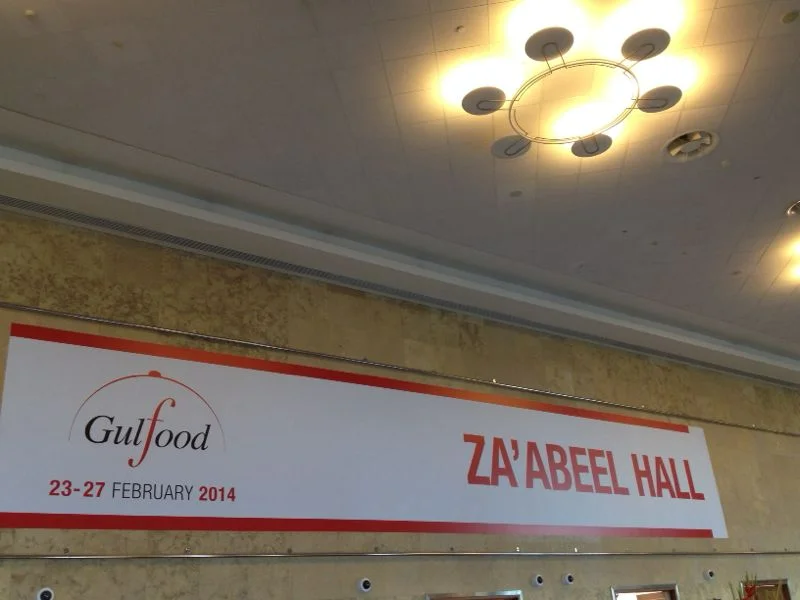 Gulfood
23-27 FEBRUARY 2014
ZA'ABEEL HALL